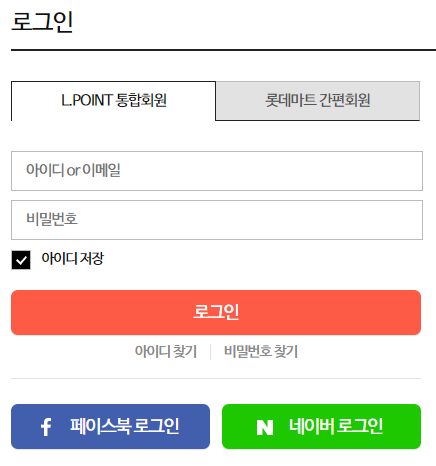 로그인
L.POINT 통합회원 롯데마트 간편회원
아이디 or 이메일
비밀번호
아이디 저장
로그인
아이디 찾기 비밀번호 찾기
f 페이스북 로그인 N 네이버 로그인